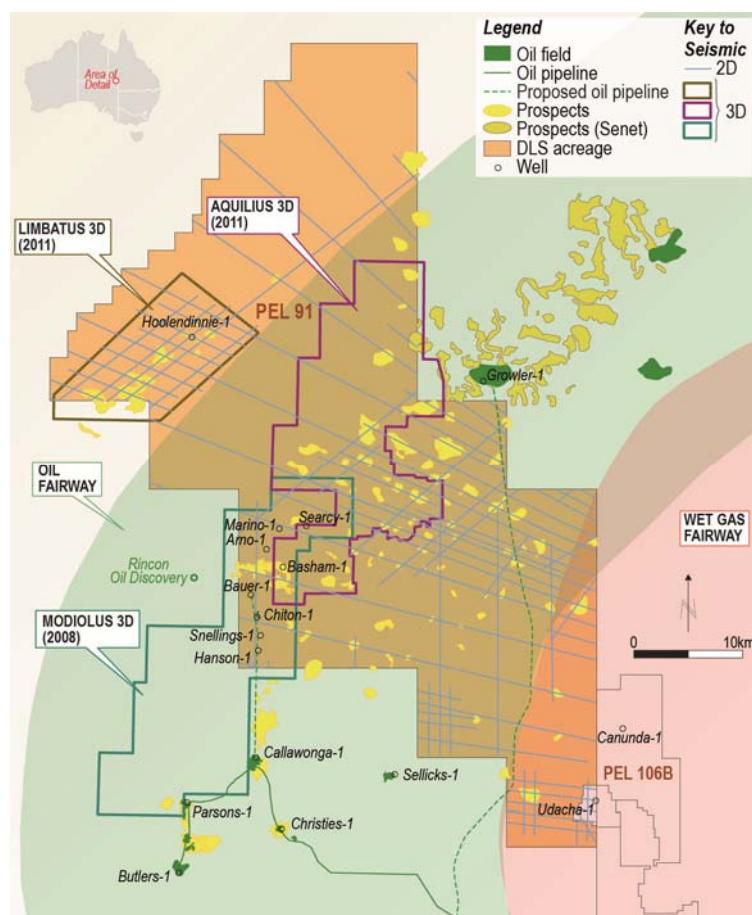 Area of
Detail
Legend
Oil field
Oil pipeline
Proposed oil pipeline
Prospects
Prospects (Senet)
DLS acreage
Well
Key to
Seismic
2D
3D
AQUILIUS 3D
(2011)
LIMBATUS 3D
(2011)
PEL 91
Hoolendinnie-1
Growler-1
OIL
FAIRWAY
WET GAS
FAIRWAY
Marino-1
Searcy-1
Arno-1
Basham-1
Rincon
Oil Discovery
Bauer-1
Chiton-1
MODIOLUS 3D
(2008)
Snellings-1
Hanson-1
N
0
10km
Canunda-1
Callawonga-1
Sellicks-1
PEL 106B
Udacha-1
Parsons-1
Christies-1
Butlers-1